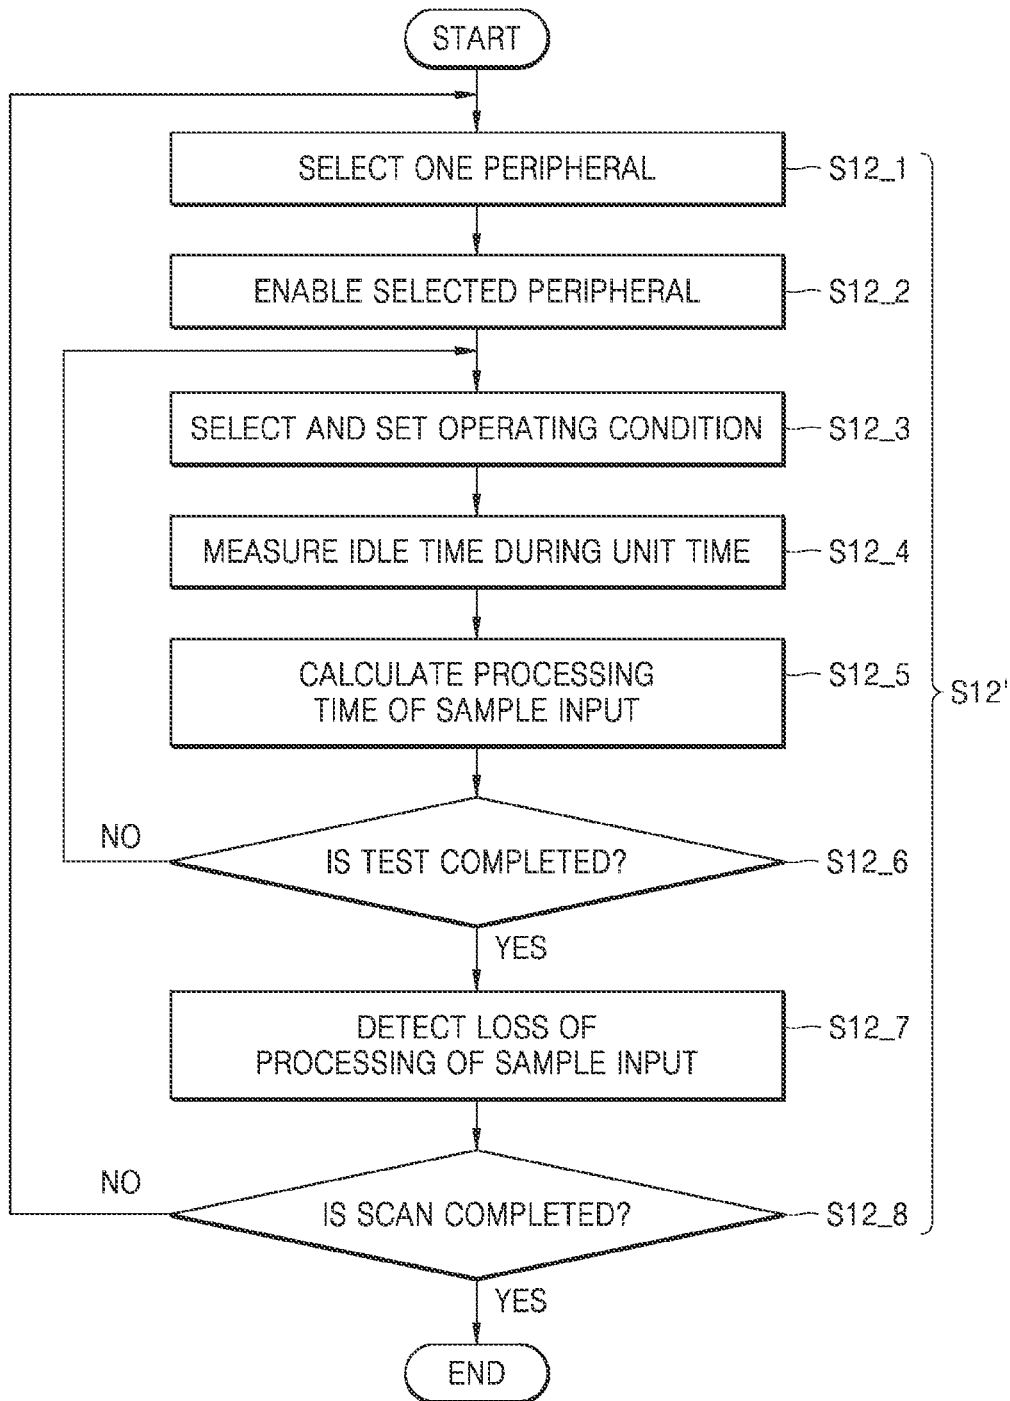 START
SELECT ONE PERIPHERAL
S12_1
ENABLE SELECTED PERIPHERAL
S12_2
SELECT AND SET OPERATING CONDITION
S12_3
MEASURE IDLE TIME DURING UNIT TIME
S12_4
CALCULATE PROCESSING
TIME OF SAMPLE INPUT
S12_5
S12'
NO
IS TEST COMPLETED?
S12_6
YES
DETECT LOSS OF
PROCESSING OF SAMPLE INPUT
S12_7
NO
IS SCAN COMPLETED?
S12_8
YES
END